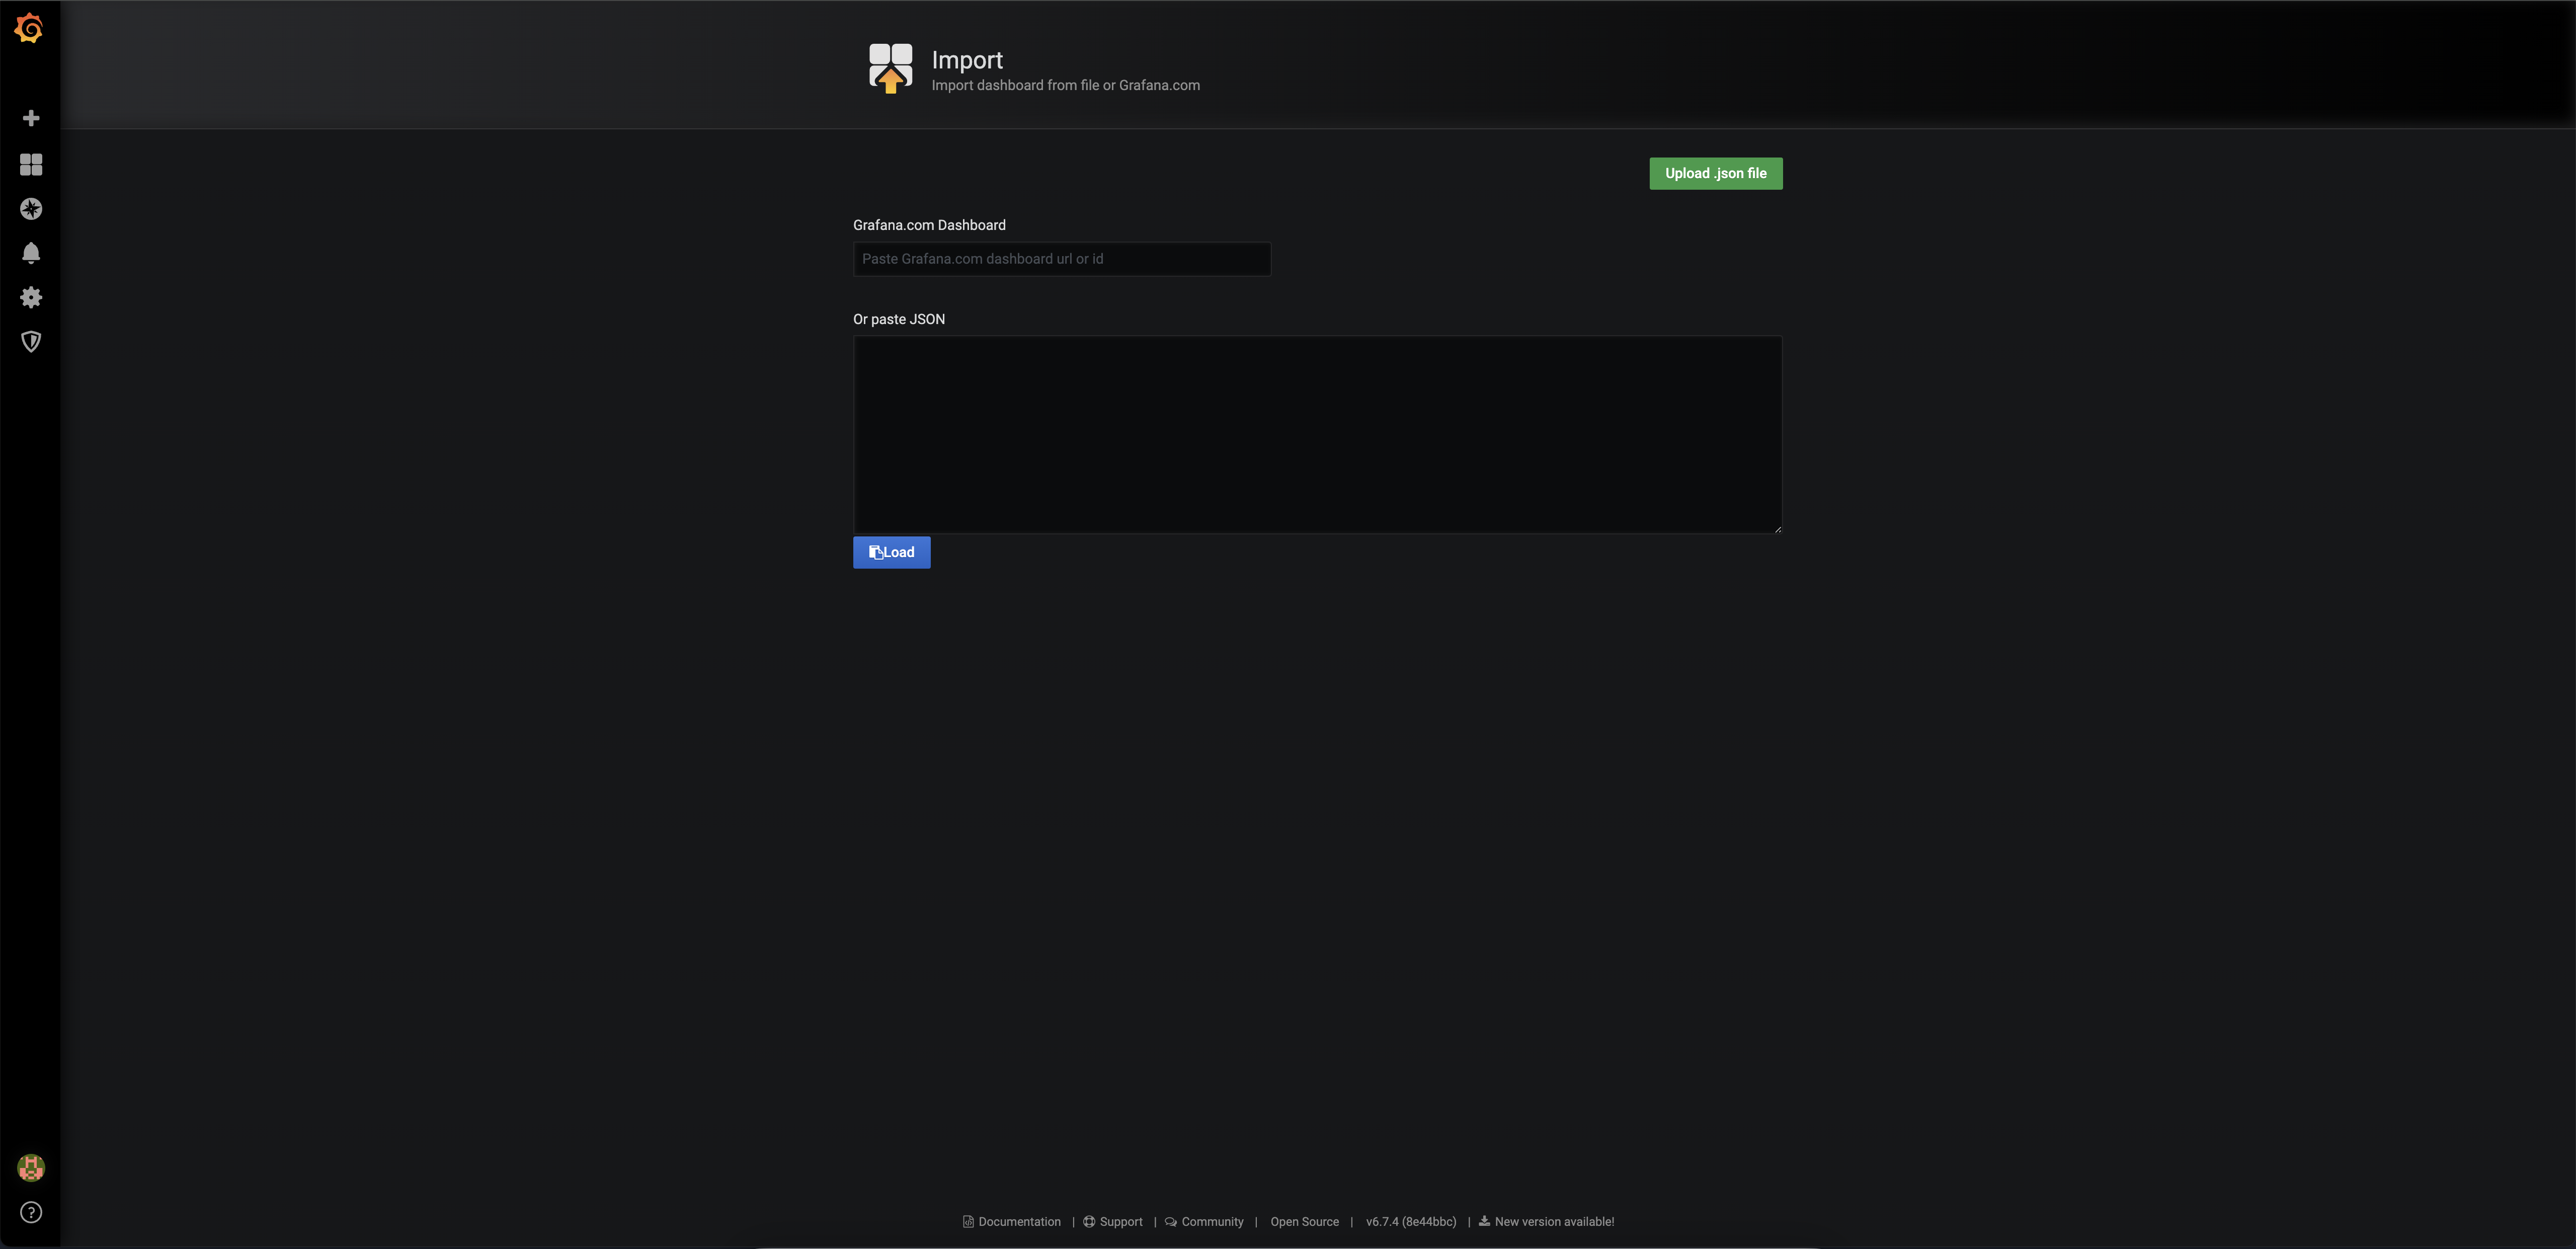 Import
Import dashboard from file or Grafana.com
Upload .json file
Grafana.com Dashboard
Paste Grafana.com dashboard url or id
Or paste JSON
Load
Documentation | Support | Community | Open Source | v6.7.4 (8e44bbc) | New version available!